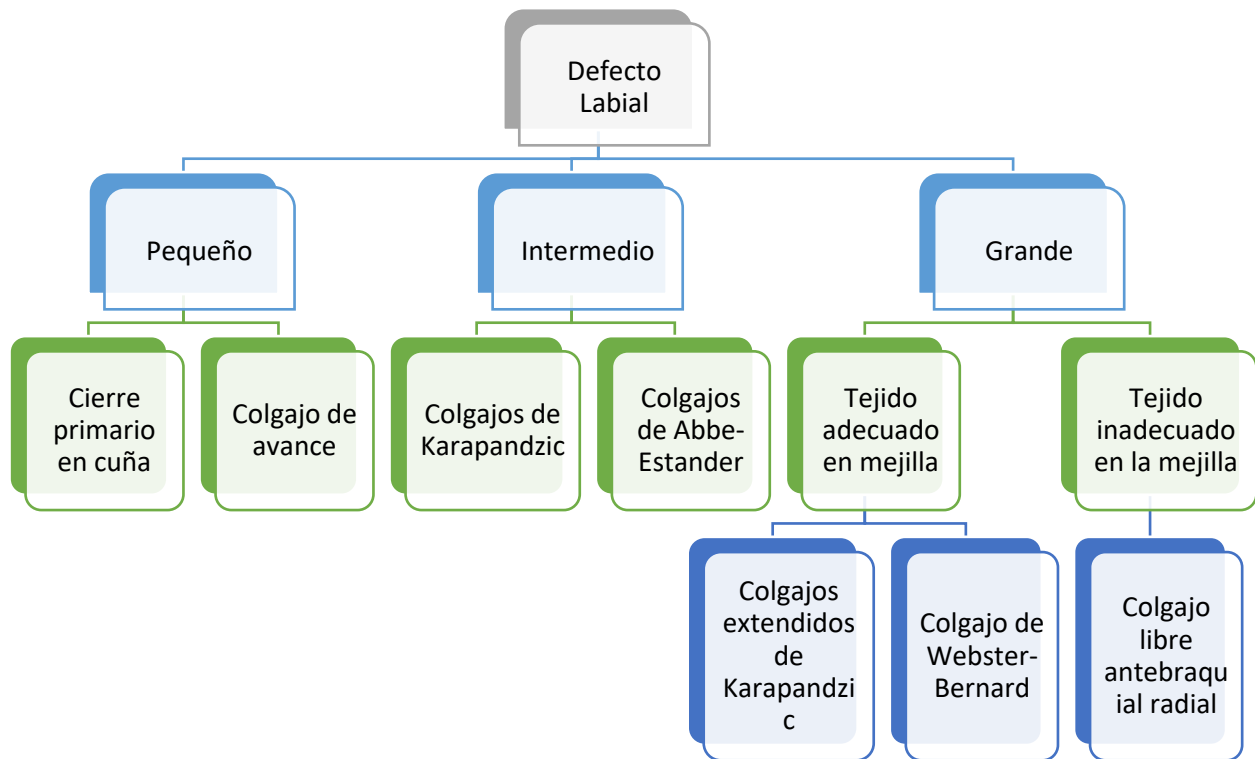 Defecto
Labial
Pequeño
Intermedio
Grande
Cierre
primario
en cuña
Colgajo de
avance
Colgajos de
Karapandzic
Colgajos
de Abbe-
Estander
Tejido
adecuado
en mejilla
Tejido
inadecuado
en la mejilla
Colgajos
extendidos
de
Karapandzi
c
Colgajo de
Webster-
Bernard
Colgajo
libre
antebraqu
ial radial